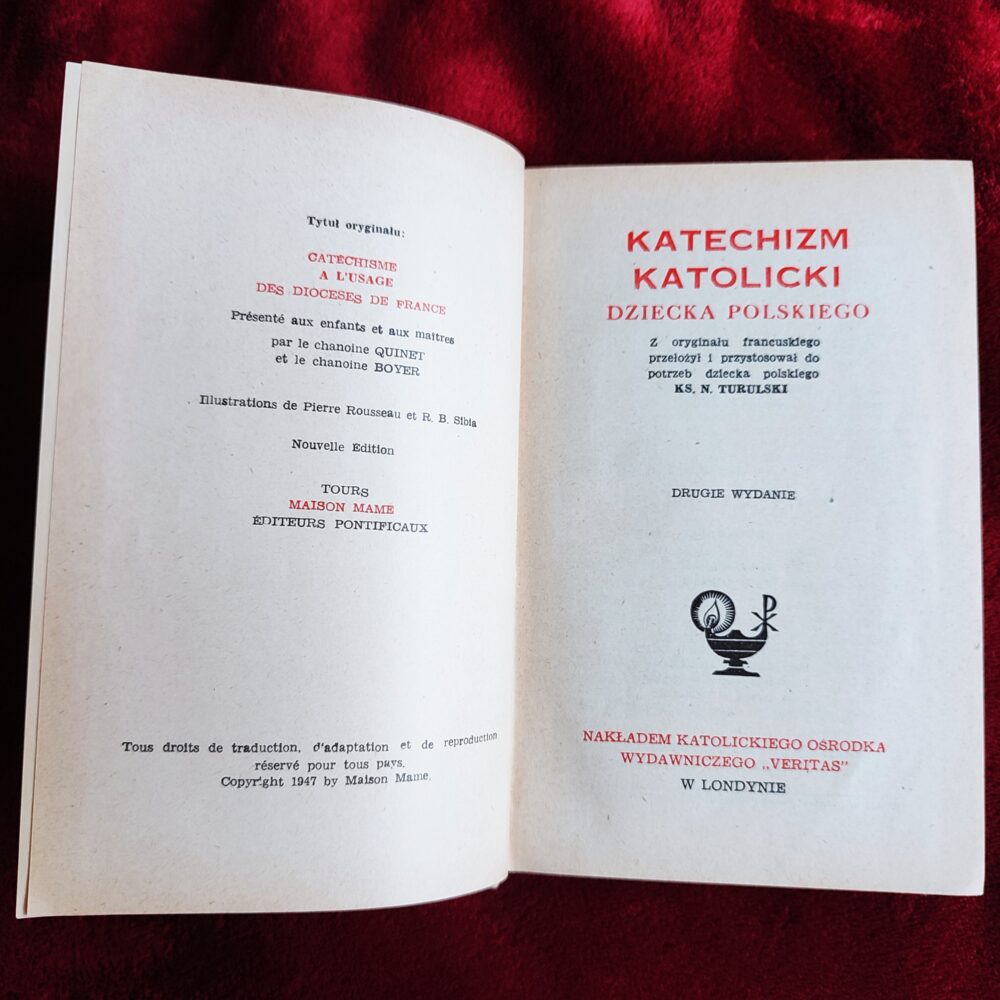 Tytuł oryginału:
CATÉCHISME
A L'USAGE
DES DIOCESES DE FRANCE
Présenté aux enfants et aux maîtres
par le chanoine QUINET
et le chanoine BOYER
Illustrations de Pierre Rousseau et R. B. Sibia
Nouvelle Édition
TOURS
MAISON MAME
ÉDITEURS PONTIFICAUX
Tous droits de traduction, d'adaptation et de reproduction
réservé pour tous pays.
Copyright 1947 by Maison Mame.
KATECHIZM
KATOLICKI
DZIECKA POLSKIEGO
Z oryginału francuskiego
przełożył i przystosował do
potrzeb dziecka polskiego
KS. N. TURULSKI
DRUGIE WYDANIE
NAKŁADEM KATOLICKIEGO OŚRODKA
WYDAWNICZEGO „VERITAS"
W LONDYNIE